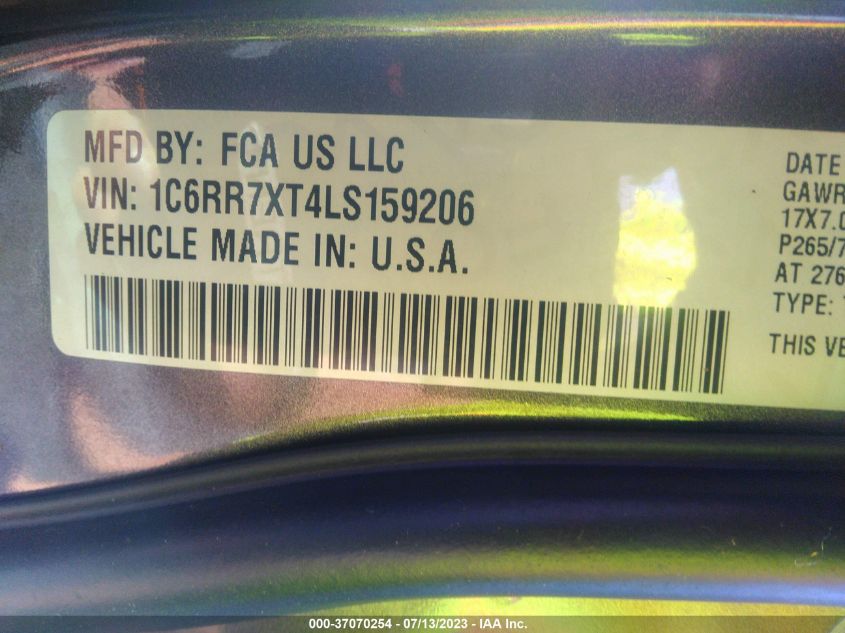 MFD BY: FCA US LLC
VIN: 1C6RR7XT4LS159206
VEHICLE MADE IN: U.S.A.
DATE
GAWR
17X7.0
P265/7
AT 276
TYPE:
THIS VE
000-37070254 - 07/13/2023 - IAA Inc.